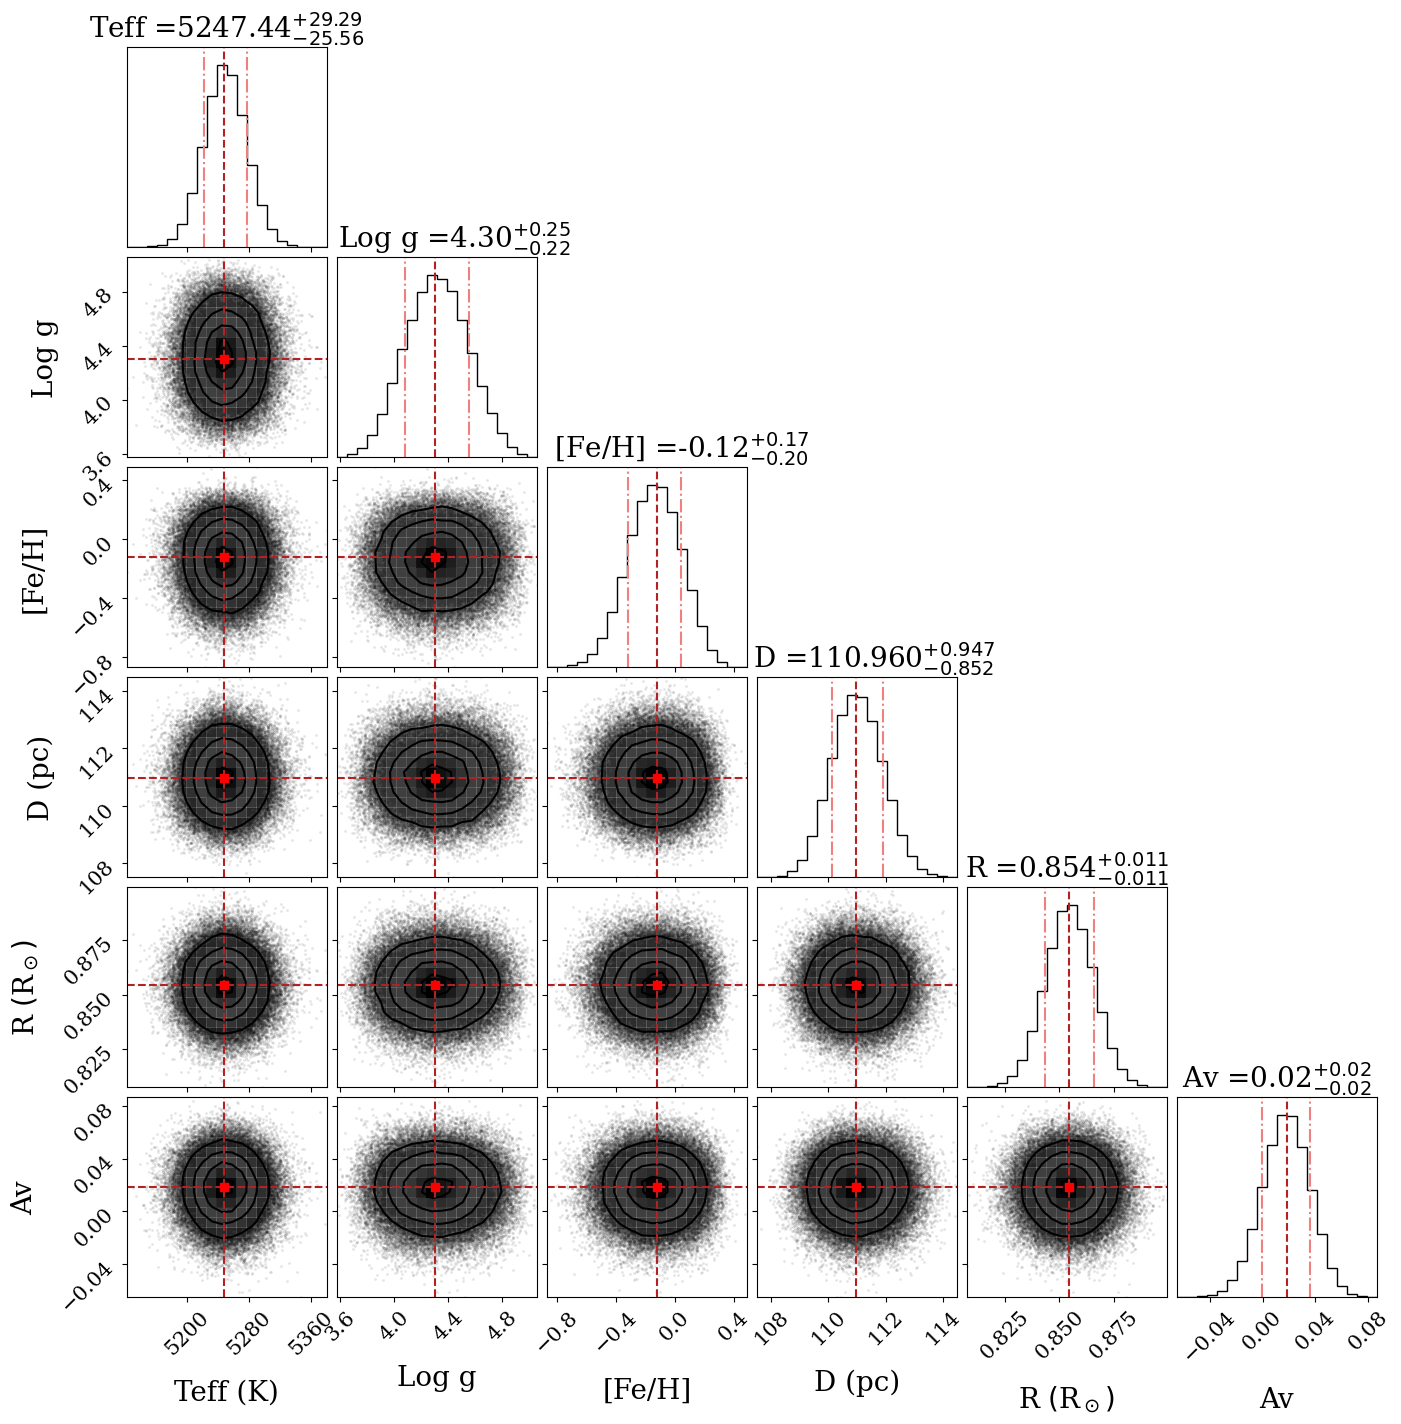 Teff =5247.44+29.29−25.56
Log g =4.30+0.25−0.22
Log g
4.8
4.4
4.0
3.6
[Fe/H] =-0.12+0.17−0.20
[Fe/H]
0.4
0.0
−0.4
−0.8
D =110.960+0.947−0.852
D (pc)
114
112
110
108
R =0.854+0.011−0.011
R (R⊙)
0.875
0.850
0.825
Av =0.02+0.02−0.02
Av
0.08
0.04
0.00
−0.04
5200 5280 5360
3.6 4.0 4.4 4.8
−0.8 −0.4 0.0 0.4
108 110 112 114
0.825 0.850 0.875
−0.04 0.00 0.04 0.08
Teff (K)
Log g
[Fe/H]
D (pc)
R (R⊙)
Av